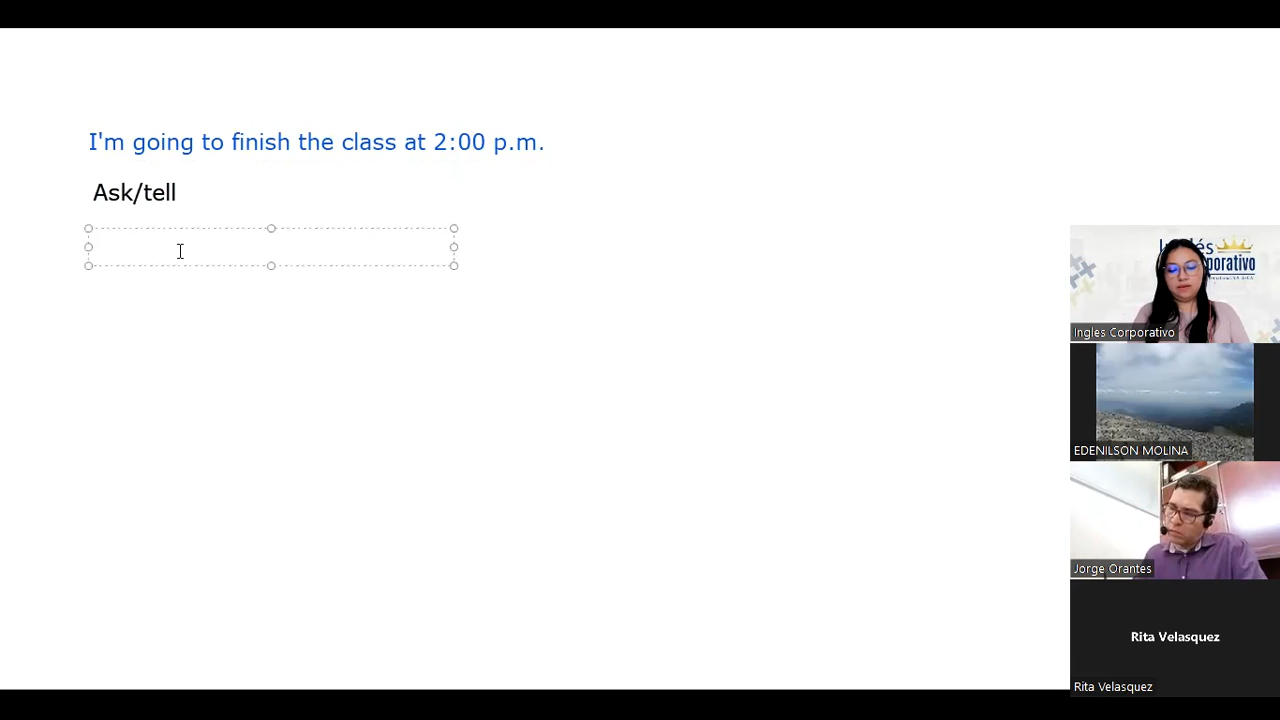 I'm going to finish the class at 2:00 p.m.
Ask/tell
Ingles Corporativo
EDENILSON MOLINA
Jorge Orantes
Rita Velasquez
Rita Velasquez